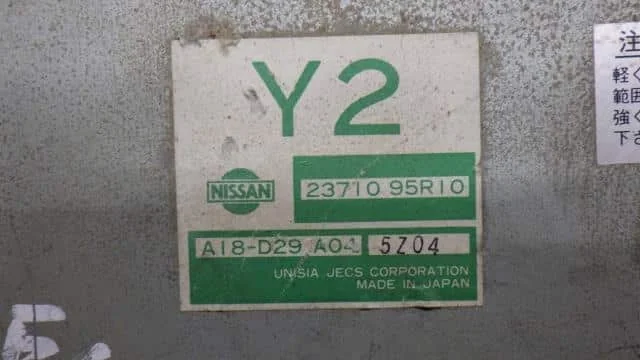 Y2
NISSAN
23710 95R10
A18-D29 A04 5Z04
UNISIA JECS CORPORATION
MADE IN JAPAN
注
軽く
範囲
強く
下さ
5.